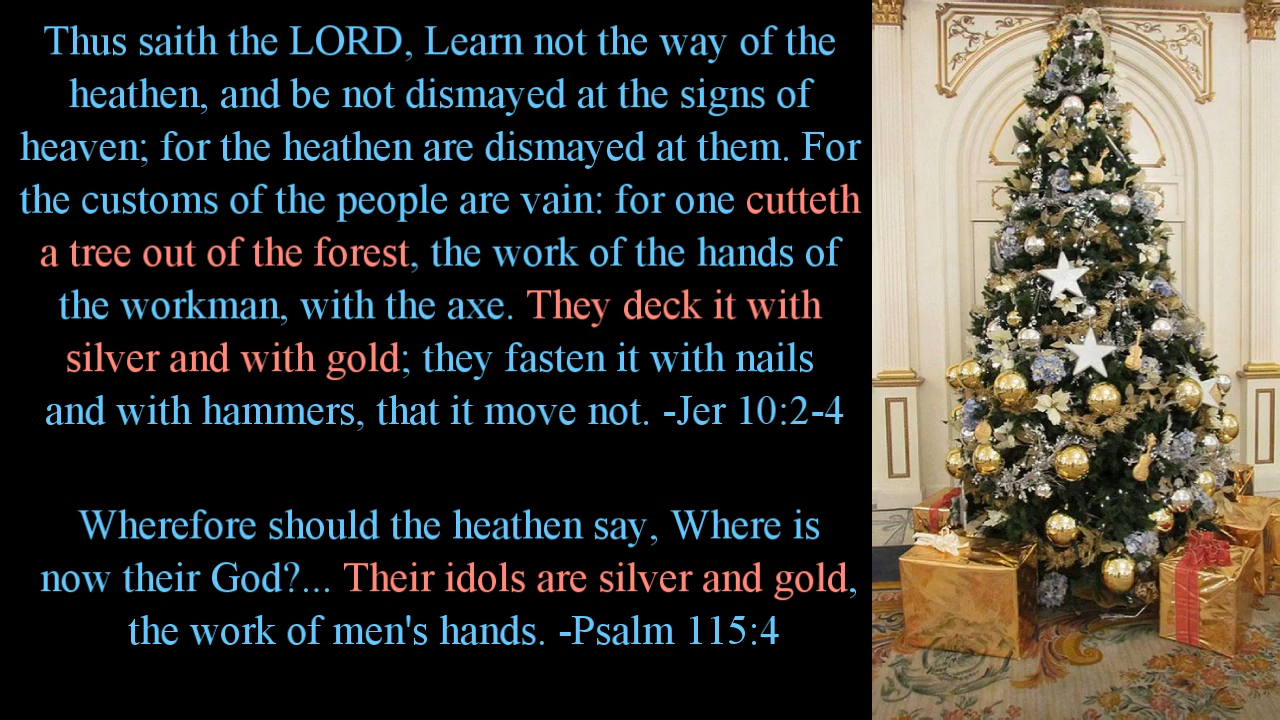 Thus saith the LORD, Learn not the way of the
heathen, and be not dismayed at the signs of
heaven; for the heathen are dismayed at them. For
the customs of the people are vain: for one cutteth
a tree out of the forest, the work of the hands of
the workman, with the axe. They deck it with
silver and with gold; they fasten it with nails
and with hammers, that it move not. -Jer 10:2-4
Wherefore should the heathen say, Where is
now their God?... Their idols are silver and gold,
the work of men's hands. -Psalm 115:4